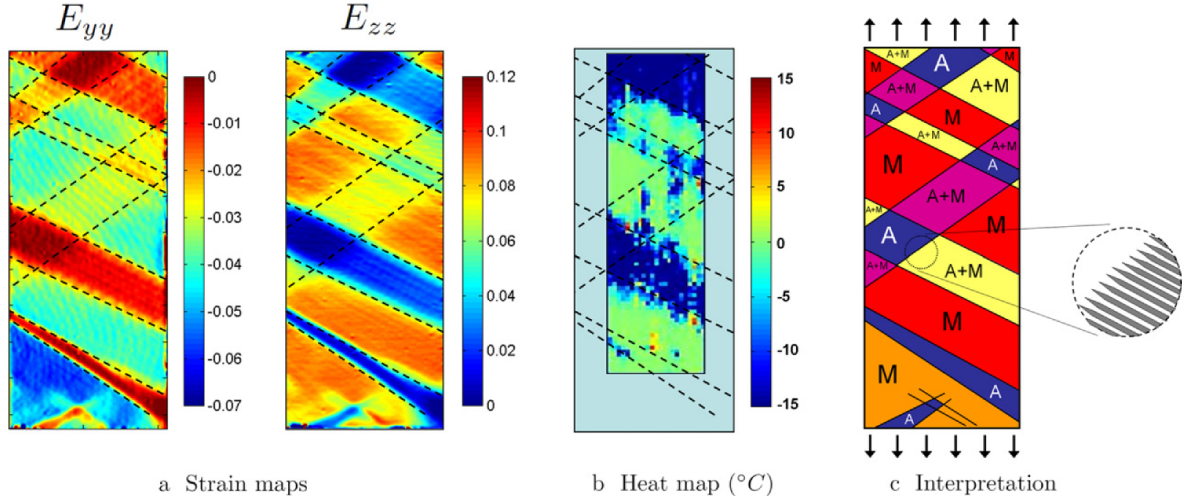 E_yy
E_zz
0
-0.01
-0.02
-0.03
-0.04
-0.05
-0.06
-0.07
0.12
0.1
0.08
0.06
0.04
0.02
0
15
10
5
0
-5
-10
-15
A+M
M
A
M
A+M
A+M
A
M
A+M
A+M
M
A
A+M
A+M
M
A
A+M
A+M
M
M
A
A
a Strain maps
b Heat map (°C)
c Interpretation